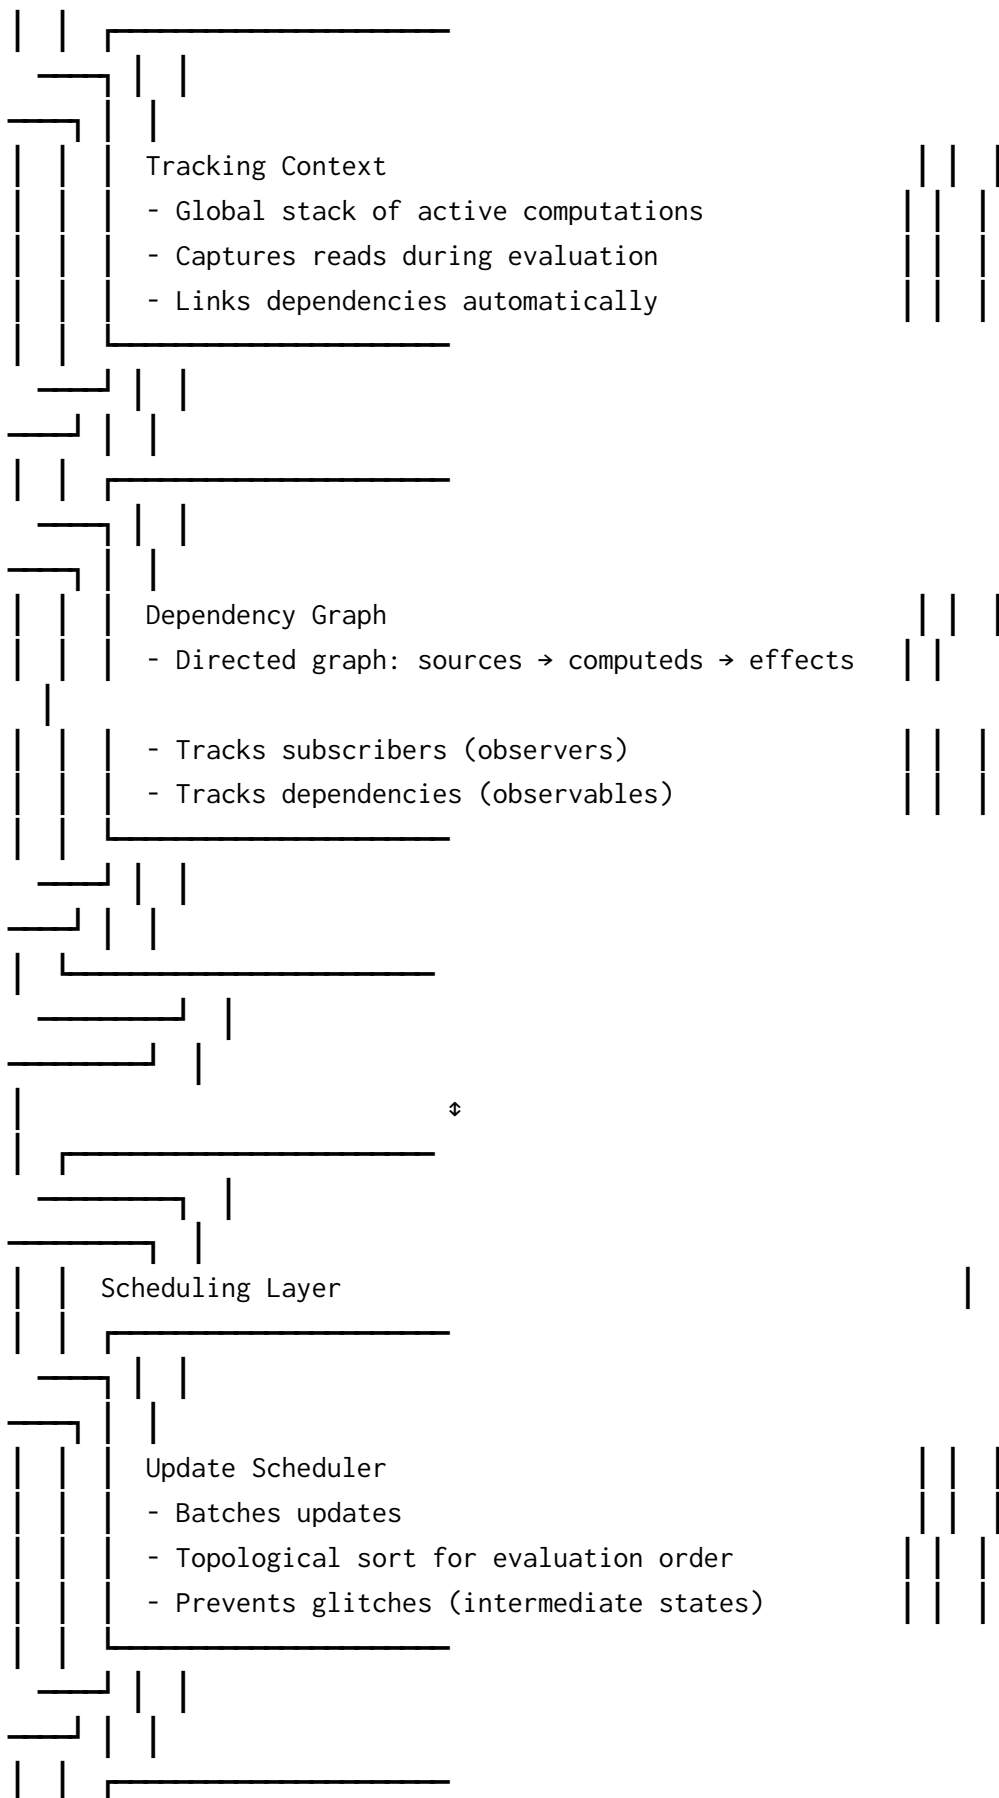 Tracking Context
- Global stack of active computations
- Captures reads during evaluation
- Links dependencies automatically
Dependency Graph
- Directed graph: sources → computeds → effects
- Tracks subscribers (observers)
- Tracks dependencies (observables)
↕
Scheduling Layer
Update Scheduler
- Batches updates
- Topological sort for evaluation order
- Prevents glitches (intermediate states)